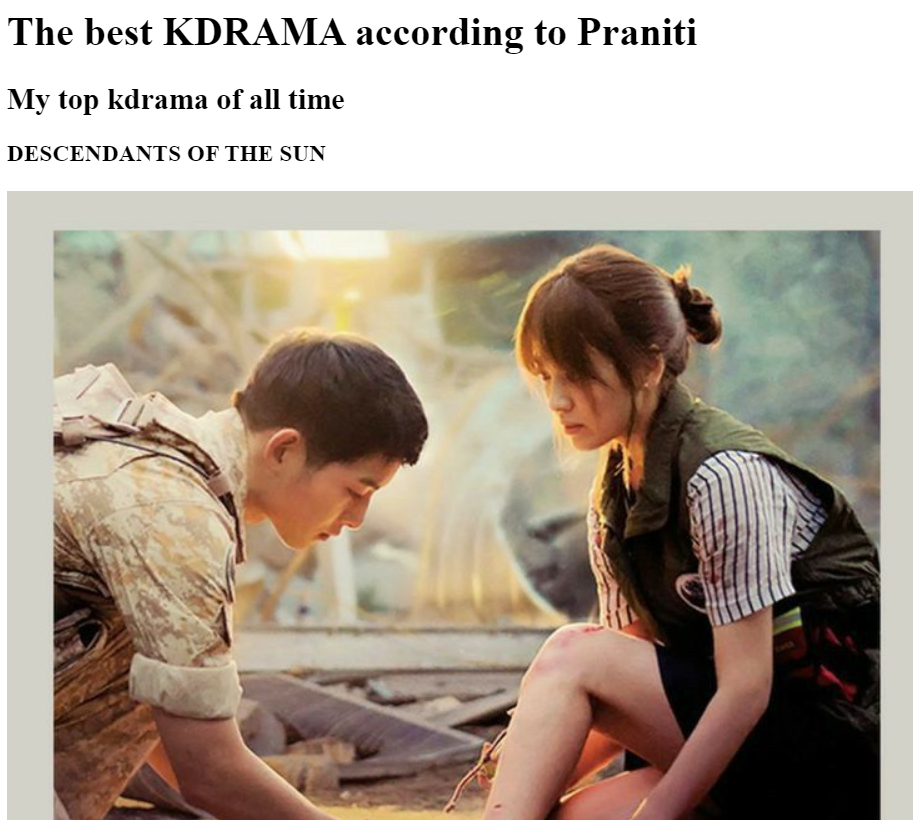 The best KDRAMA according to Praniti
My top kdrama of all time
DESCENDANTS OF THE SUN